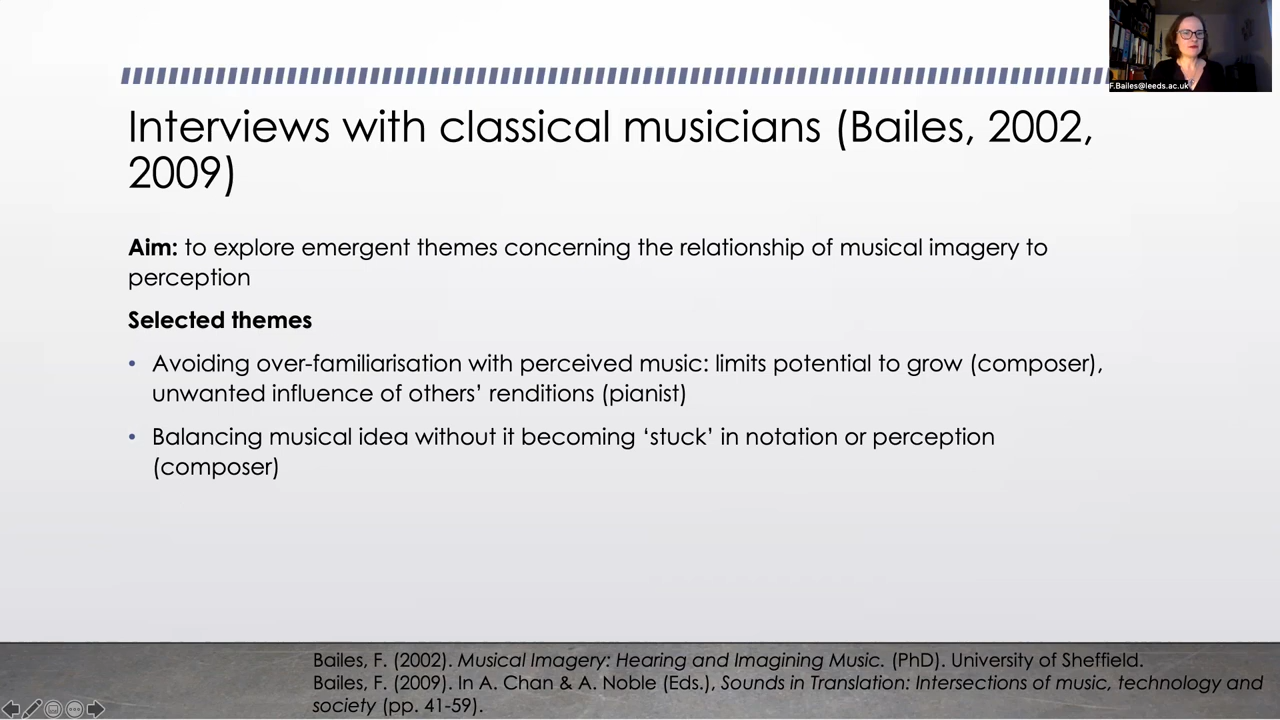 F.Bailes@leeds.ac.uk
Interviews with classical musicians (Bailes, 2002,
2009)
Aim: to explore emergent themes concerning the relationship of musical imagery to
perception
Selected themes
• Avoiding over-familiarisation with perceived music: limits potential to grow (composer),
unwanted influence of others’ renditions (pianist)
• Balancing musical idea without it becoming ‘stuck’ in notation or perception
(composer)
Bailes, F. (2002). Musical Imagery: Hearing and Imagining Music. (PhD). University of Sheffield.
Bailes, F. (2009). In A. Chan & A. Noble (Eds.), Sounds in Translation: Intersections of music, technology and
society (pp. 41-59).